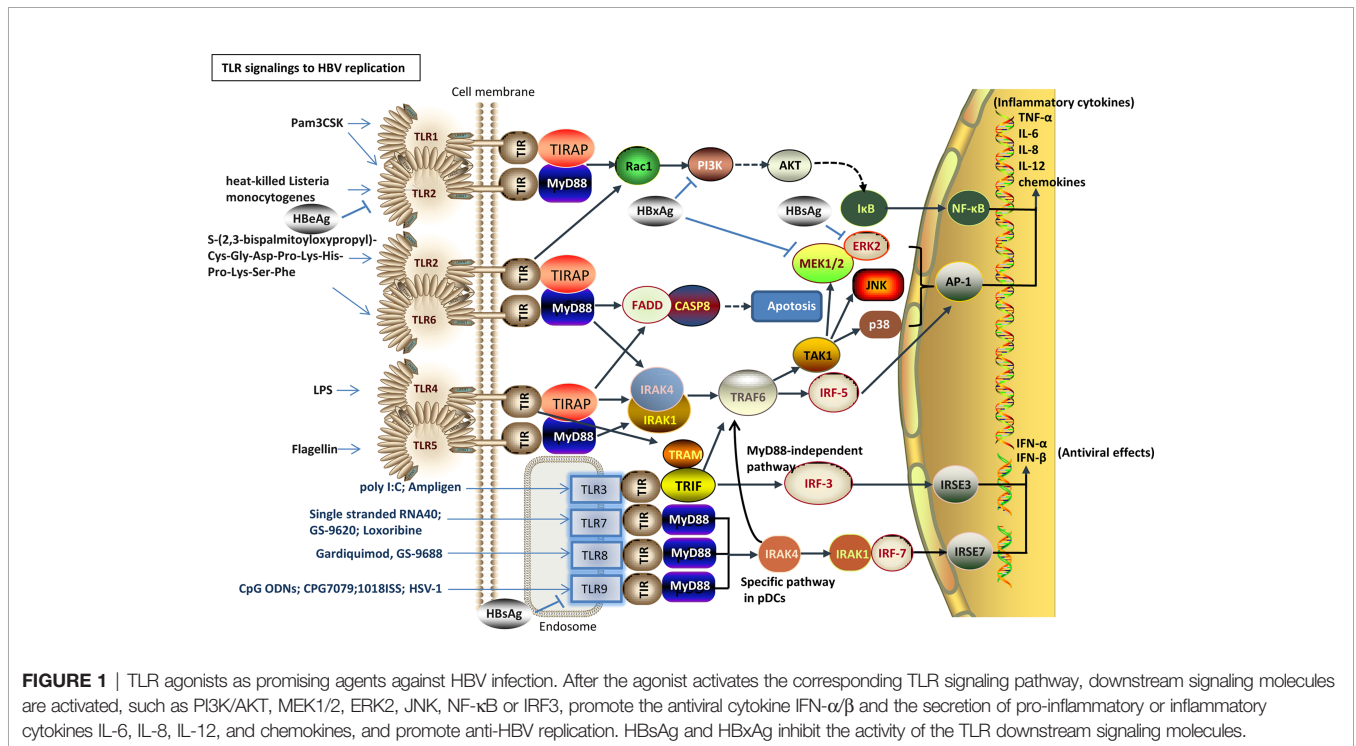 TLR signalings to HBV replication
Cell membrane
Pam3CSK
heat-killed Listeria
monocytogenes
HBeAg
S-(2,3-bispalmitoyloxypropyl)-
Cys-Gly-Asp-Pro-Lys-His-
Pro-Lys-Ser-Phe
LPS
Flagellin
poly I:C; Ampligen
Single stranded RNA40;
GS-9620; Loxoribine
Gardiquimod, GS-9688
CpG ODNs; CPG7079;1018ISS; HSV-1
HBsAg
Endosome
TLR1
TLR2
TLR2
TLR6
TLR4
TLR5
TLR3
TLR7
TLR8
TLR9
TIR
TIR
TIR
TIR
TIR
TIR
TIR
TIR
TIR
TIR
TIRAP
MyD88
TIRAP
MyD88
TIRAP
MyD88
TRAM
TRIF
MyD88
MyD88
MyD88
Rac1
PI3K
AKT
HBxAg
HBsAg
IκB
NF-κB
ERK2
MEK1/2
JNK
p38
AP-1
FADD
CASP8
Apotosis
TAK1
IRAK4
IRAK1
TRAF6
IRF-5
MyD88-independent
pathway
IRF-3
IRSE3
IRAK4
IRAK1
IRF-7
IRSE7
Specific pathway
in pDCs
(Inflammatory cytokines)
TNF-α
IL-6
IL-8
IL-12
chemokines
IFN-α
IFN-β
(Antiviral effects)
FIGURE 1 | TLR agonists as promising agents against HBV infection. After the agonist activates the corresponding TLR signaling pathway, downstream signaling molecules
are activated, such as PI3K/AKT, MEK1/2, ERK2, JNK, NF-κB or IRF3, promote the antiviral cytokine IFN-α/β and the secretion of pro-inflammatory or inflammatory
cytokines IL-6, IL-8, IL-12, and chemokines, and promote anti-HBV replication. HBsAg and HBxAg inhibit the activity of the TLR downstream signaling molecules.